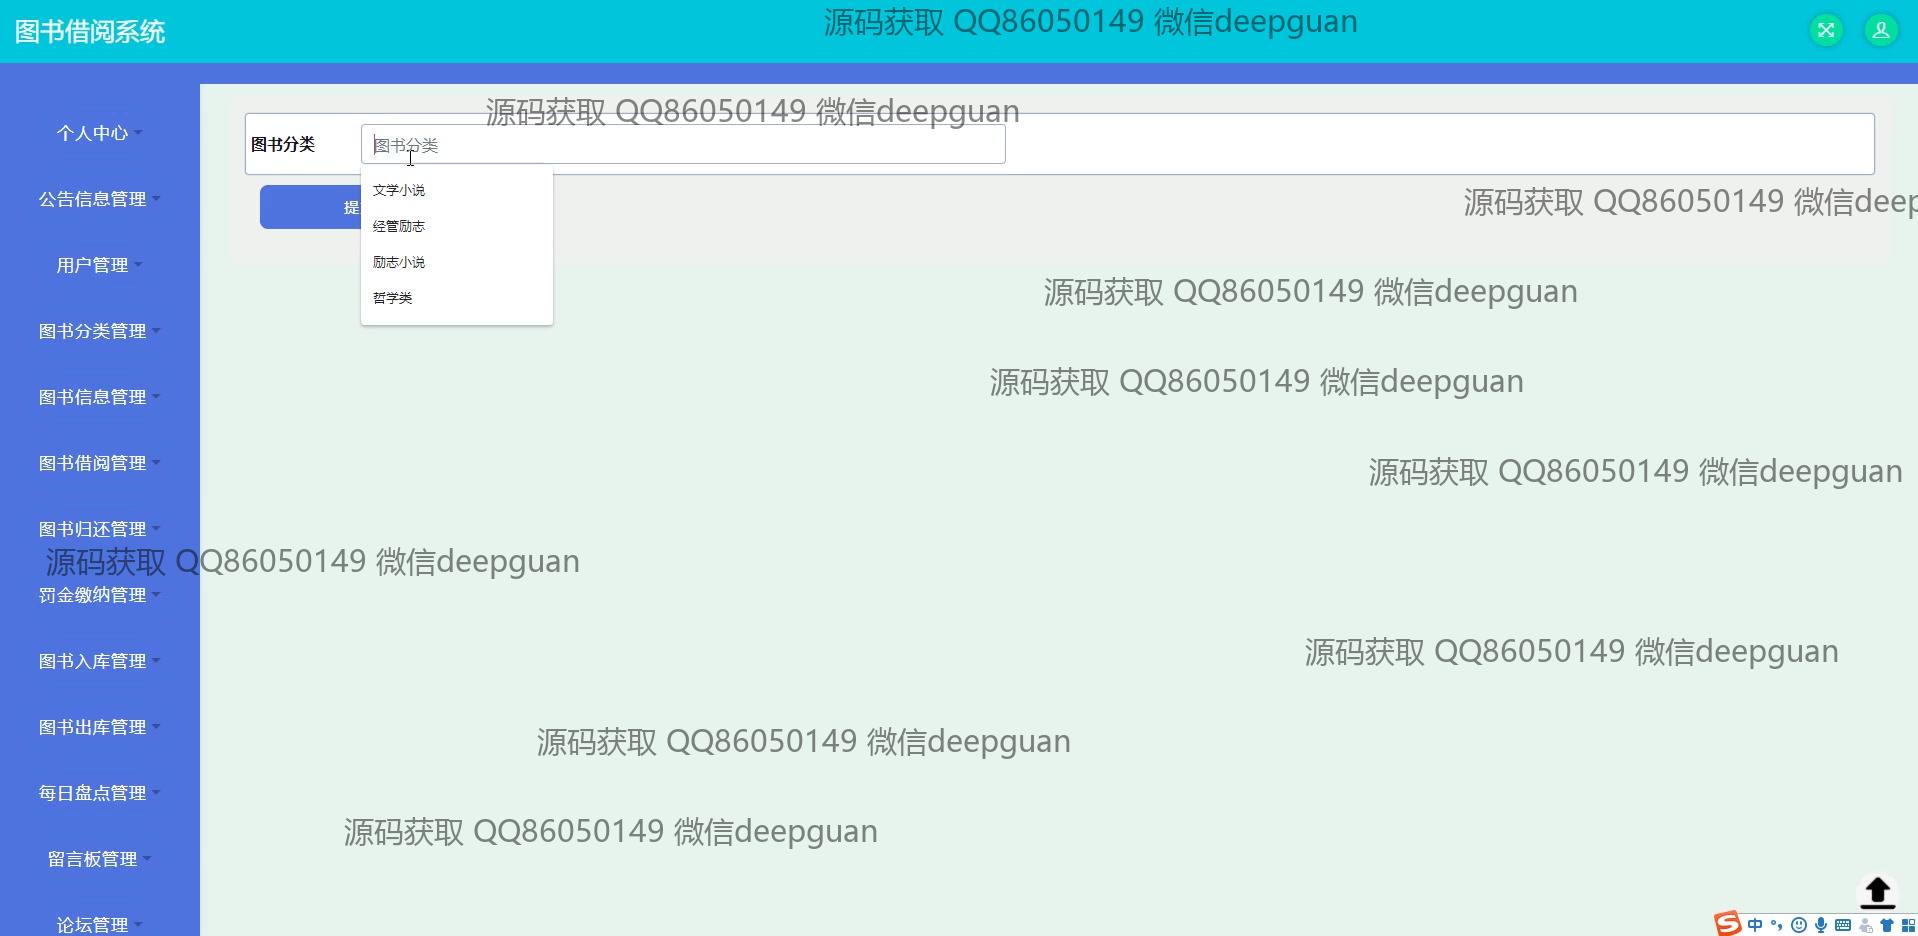 图书借阅系统
源码获取 QQ86050149 微信deepguan
源码获取 QQ86050149 微信deepguan
个人中心
图书分类
图书分类
公告信息管理
文学小说
提
源码获取 QQ86050149 微信deep
经管励志
用户管理
励志小说
哲学类
源码获取 QQ86050149 微信deepguan
图书分类管理
源码获取 QQ86050149 微信deepguan
图书信息管理
图书借阅管理
源码获取 QQ86050149 微信deepguan
图书归还管理
源码获取 QQ86050149 微信deepguan
罚金缴纳管理
图书入库管理
源码获取 QQ86050149 微信deepguan
图书出库管理
源码获取 QQ86050149 微信deepguan
每日盘点管理
源码获取 QQ86050149 微信deepguan
留言板管理
论坛管理
中